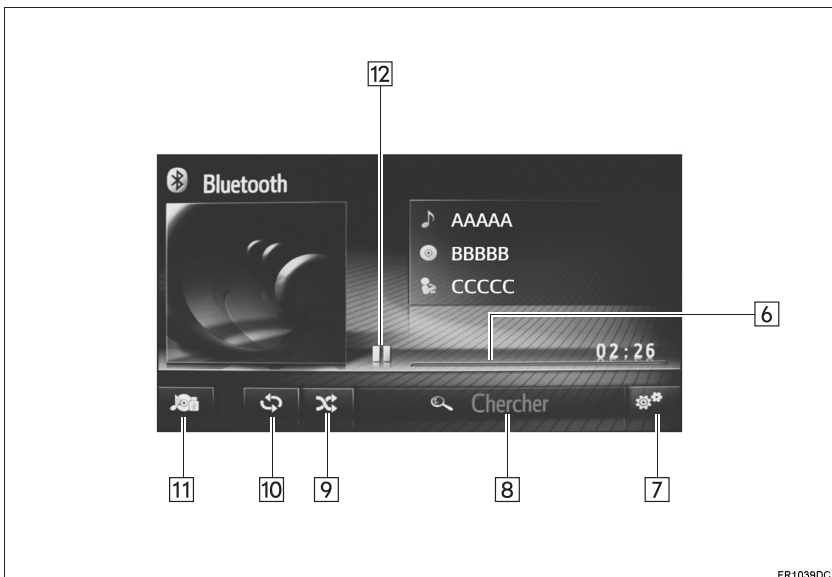 12
Bluetooth
AAAAA
BBBBB
CCCCC
6
02:26
Chercher
11
10
9
8
7
FR1039DC